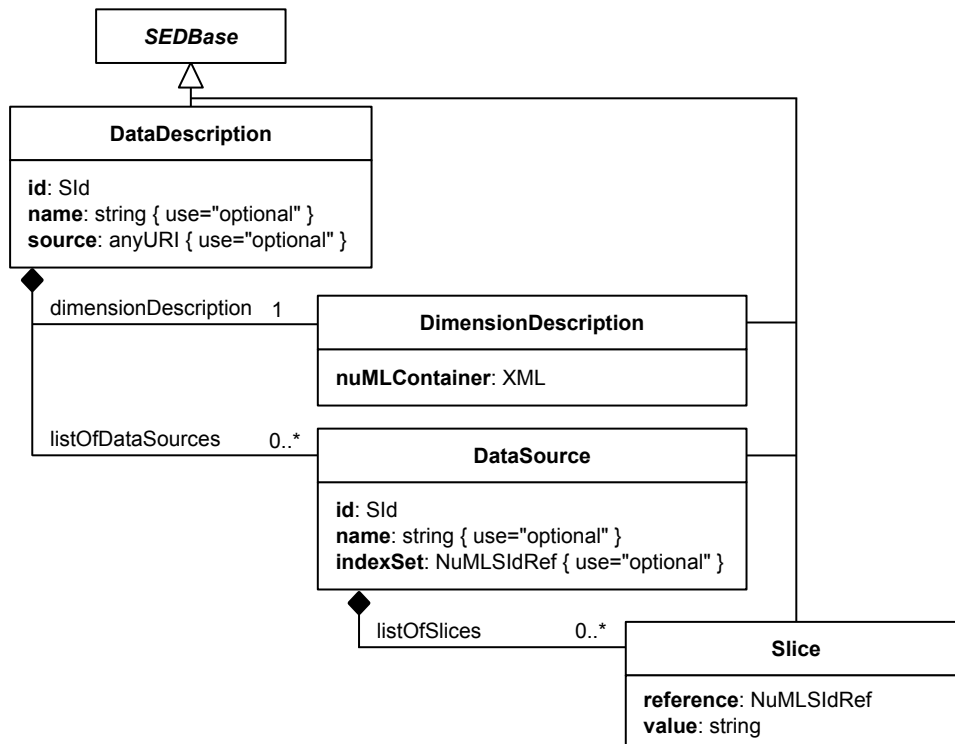 SEDBase
DataDescription
id: SId
name: string { use="optional" }
source: anyURI { use="optional" }
dimensionDescription 1
DimensionDescription
nuMLContainer: XML
listOfDataSources 0..*
DataSource
id: SId
name: string { use="optional" }
indexSet: NuMLSIdRef { use="optional" }
listOfSlices 0..*
Slice
reference: NuMLSIdRef
value: string